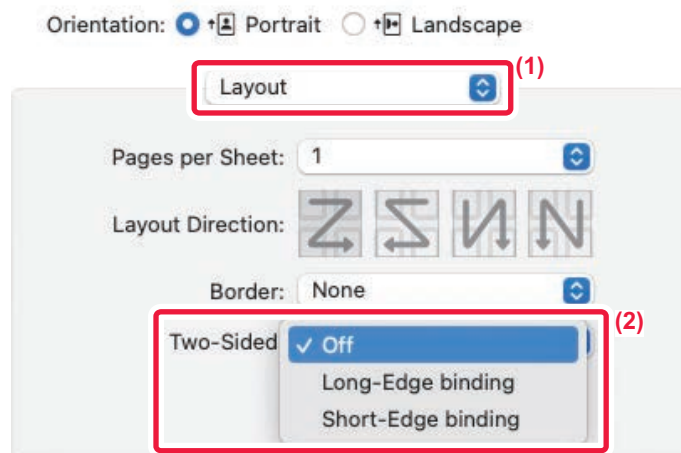 Orientation: Portrait Landscape
(1)
Layout
Pages per Sheet: 1
Layout Direction:
Border: None
(2)
Two-Sided ✓ Off
Long-Edge binding
Short-Edge binding